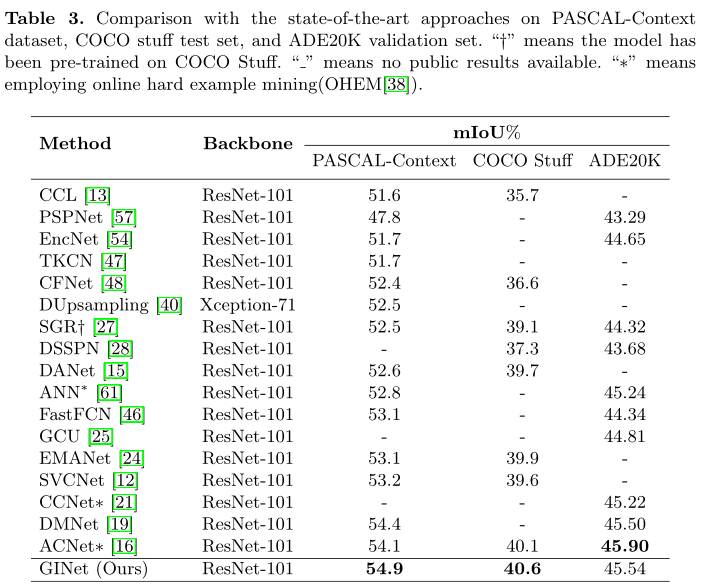 Table 3. Comparison with the state-of-the-art approaches on PASCAL-Context
dataset, COCO stuff test set, and ADE20K validation set. “†” means the model has
been pre-trained on COCO Stuff. “-” means no public results available. “∗” means
employing online hard example mining(OHEM[38]).
Method Backbone mIoU%
PASCAL-Context COCO Stuff ADE20K
CCL [13] ResNet-101 51.6 35.7 -
PSPNet [57] ResNet-101 47.8 - 43.29
EncNet [54] ResNet-101 51.7 - 44.65
TKCN [47] ResNet-101 51.7 - -
CFNet [48] ResNet-101 52.4 36.6 -
DUpsampling [40] Xception-71 52.5 - -
SGR† [27] ResNet-101 52.5 39.1 44.32
DSSPN [28] ResNet-101 - 37.3 43.68
DANet [15] ResNet-101 52.6 39.7 -
ANN* [61] ResNet-101 52.8 - 45.24
FastFCN [46] ResNet-101 53.1 - 44.34
GCU [25] ResNet-101 - - 44.81
EMANet [24] ResNet-101 53.1 39.9 -
SVCNet [12] ResNet-101 53.2 39.6 -
CCNet∗ [21] ResNet-101 - - 45.22
DMNet [19] ResNet-101 54.4 - 45.50
ACNet∗ [16] ResNet-101 54.1 40.1 45.90
GINet (Ours) ResNet-101 54.9 40.6 45.54